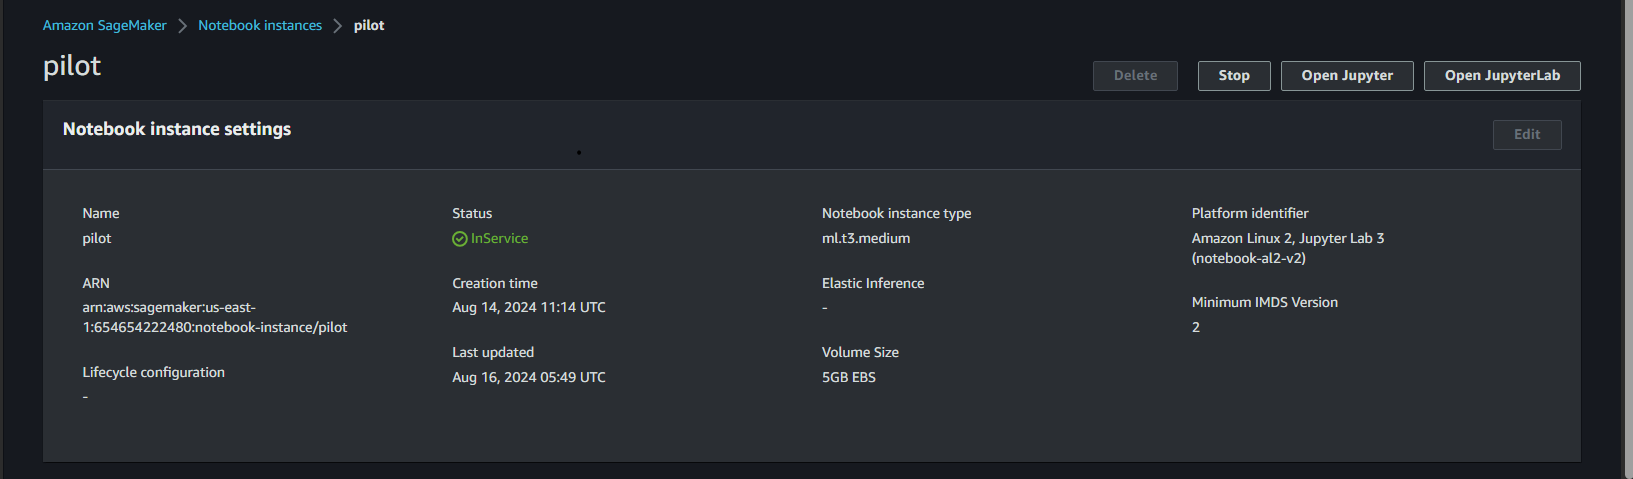 Amazon SageMaker > Notebook instances > pilot
pilot
Delete Stop Open Jupyter Open JupyterLab
Notebook instance settings
Edit
Name
pilot
ARN
arn:aws:sagemaker:us-east-
1:654654222480:notebook-instance/pilot
Lifecycle configuration
-
Status
InService
Creation time
Aug 14, 2024 11:14 UTC
Last updated
Aug 16, 2024 05:49 UTC
Notebook instance type
ml.t3.medium
Elastic Inference
-
Volume Size
5GB EBS
Platform identifier
Amazon Linux 2, Jupyter Lab 3
(notebook-al2-v2)
Minimum IMDS Version
2